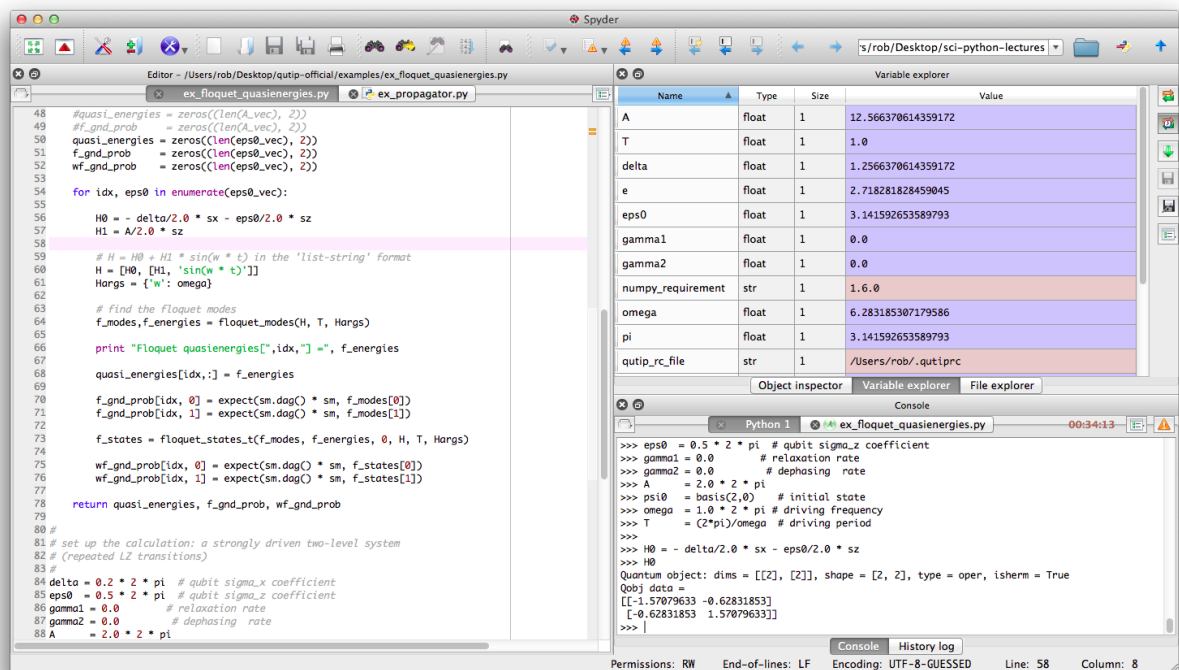 Spyder
s/rob/Desktop/sci-python-lectures
Editor - /Users/rob/Desktop/qutip-official/examples/ex_floquet_quasienergies.py
ex_floquet_quasienergies.py
ex_propagator.py
48 #quasi_energies = zeros((len(A_vec), 2))
49 #f_gnd_prob     = zeros((len(A_vec), 2))
50 quasi_energies = zeros((len(eps0_vec), 2))
51 f_gnd_prob     = zeros((len(eps0_vec), 2))
52 wf_gnd_prob    = zeros((len(eps0_vec), 2))
53
54 for idx, eps0 in enumerate(eps0_vec):
55
56 H0 = - delta/2.0 * sx - eps0/2.0 * sz
57 H1 = A/2.0 * sz
58
59 # H = H0 + H1 * sin(w * t) in the 'list-string' format
60 H = [H0, [H1, 'sin(w * t)']]
61 Hargs = {'w': omega}
62
63 # find the floquet modes
64 f_modes,f_energies = floquet_modes(H, T, Hargs)
65
66 print "Floquet quasienergies[",idx,"] =", f_energies
67
68 quasi_energies[idx,:] = f_energies
69
70 f_gnd_prob[idx, 0] = expect(sm.dag() * sm, f_modes[0])
71 f_gnd_prob[idx, 1] = expect(sm.dag() * sm, f_modes[1])
72
73 f_states = floquet_states_t(f_modes, f_energies, 0, H, T, Hargs)
74
75 wf_gnd_prob[idx, 0] = expect(sm.dag() * sm, f_states[0])
76 wf_gnd_prob[idx, 1] = expect(sm.dag() * sm, f_states[1])
77
78 return quasi_energies, f_gnd_prob, wf_gnd_prob
79
80 #
81 # set up the calculation: a strongly driven two-level system
82 # (repeated LZ transitions)
83 #
84 delta = 0.2 * 2 * pi  # qubit sigma_x coefficient
85 eps0  = 0.5 * 2 * pi  # qubit sigma_z coefficient
86 gamma1 = 0.0          # relaxation rate
87 gamma2 = 0.0          # dephasing  rate
88 A      = 2.0 * 2 * pi
Variable explorer
Name Type Size Value
A float 1 12.566370614359172
T float 1 1.0
delta float 1 1.2566370614359172
e float 1 2.718281828459045
eps0 float 1 3.141592653589793
gamma1 float 1 0.0
gamma2 float 1 0.0
numpy_requirement str 1 1.6.0
omega float 1 6.283185307179586
pi float 1 3.141592653589793
qutip_rc_file str 1 /Users/rob/.qutiprc
Object inspector Variable explorer File explorer
Console
Python 1 ex_floquet_quasienergies.py 00:34:13
>>> eps0  = 0.5 * 2 * pi  # qubit sigma_z coefficient
>>> gamma1 = 0.0          # relaxation rate
>>> gamma2 = 0.0          # dephasing  rate
>>> A      = 2.0 * 2 * pi
>>> psi0   = basis(2,0)    # initial state
>>> omega  = 1.0 * 2 * pi # driving frequency
>>> T      = (2*pi)/omega  # driving period
>>>
>>> H0 = - delta/2.0 * sx - eps0/2.0 * sz
>>> H0
Quantum object: dims = [[2], [2]], shape = [2, 2], type = oper, isherm = True
Qobj data =
[[-1.57079633 -0.62831853]
[-0.62831853  1.57079633]]
>>>
Console History log
Permissions: RW End-of-lines: LF Encoding: UTF-8-GUESSED Line: 58 Column: 8